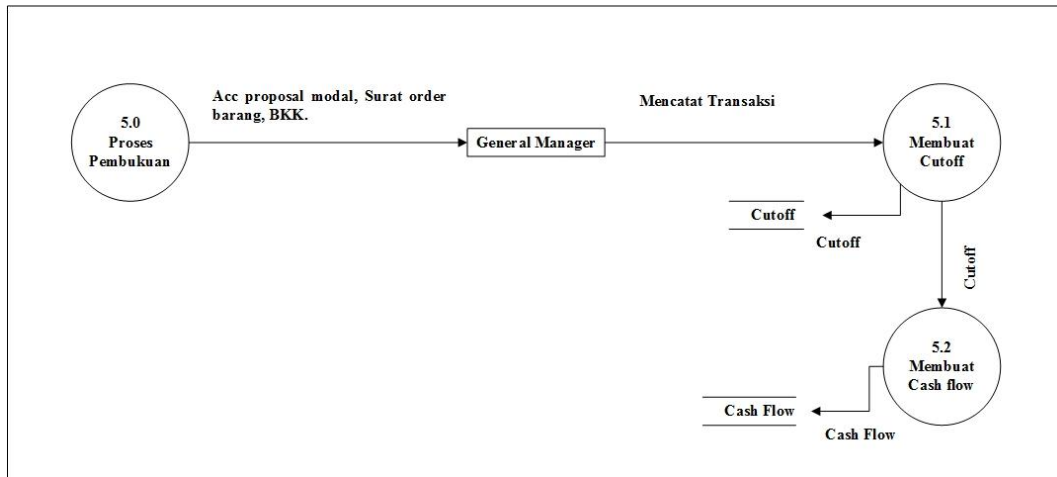 5.0
Proses
Pembukuan
Acc proposal modal, Surat order
barang, BKK.
General Manager
Mencatat Transaksi
5.1
Membuat
Cutoff
Cutoff
Cutoff
Cutoff
5.2
Membuat
Cash flow
Cash Flow
Cash Flow